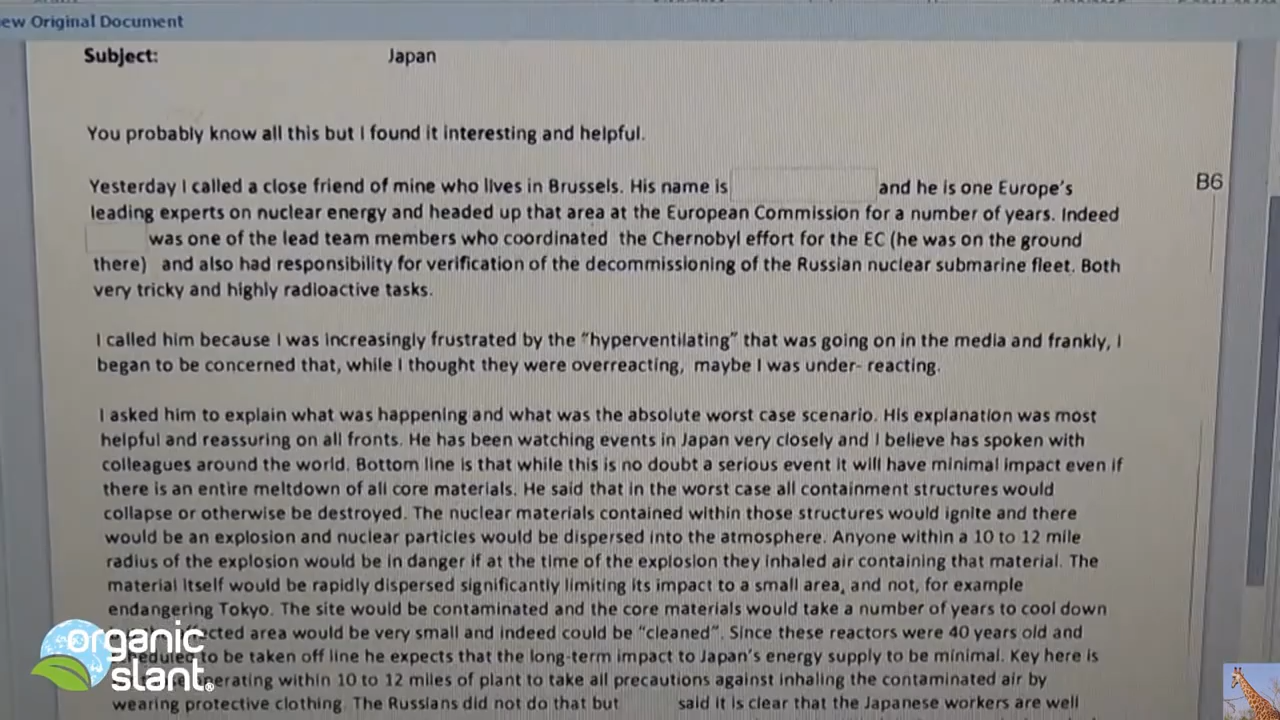 ew Original Document
Subject: Japan
You probably know all this but I found it interesting and helpful.
Yesterday I called a close friend of mine who lives in Brussels. His name is and he is one Europe's
B6
leading experts on nuclear energy and headed up that area at the European Commission for a number of years. Indeed
was one of the lead team members who coordinated the Chernobyl effort for the EC (he was on the ground
there) and also had responsibility for verification of the decommissioning of the Russian nuclear submarine fleet. Both
very tricky and highly radioactive tasks.
I called him because I was increasingly frustrated by the "hyperventilating" that was going on in the media and frankly, I
began to be concerned that, while I thought they were overreacting, maybe I was under- reacting.
I asked him to explain what was happening and what was the absolute worst case scenario. His explanation was most
helpful and reassuring on all fronts. He has been watching events in Japan very closely and I believe has spoken with
colleagues around the world. Bottom line is that while this is no doubt a serious event it will have minimal impact even if
there is an entire meltdown of all core materials. He said that in the worst case all containment structures would
collapse or otherwise be destroyed. The nuclear materials contained within those structures would ignite and there
would be an explosion and nuclear particles would be dispersed into the atmosphere. Anyone within a 10 to 12 mile
radius of the explosion would be in danger if at the time of the explosion they inhaled air containing that material. The
material itself would be rapidly dispersed significantly limiting its impact to a small area, and not, for example
endangering Tokyo. The site would be contaminated and the core materials would take a number of years to cool down
area would be very small and indeed could be "cleaned". Since these reactors were 40 years old and
to be taken off line he expects that the long-term impact to Japan's energy supply to be minimal. Key here is
within 10 to 12 miles of plant to take all precautions against inhaling the contaminated air by
wearing protective clothing. The Russians did not do that but said it is clear that the Japanese workers are well
organic
slant®